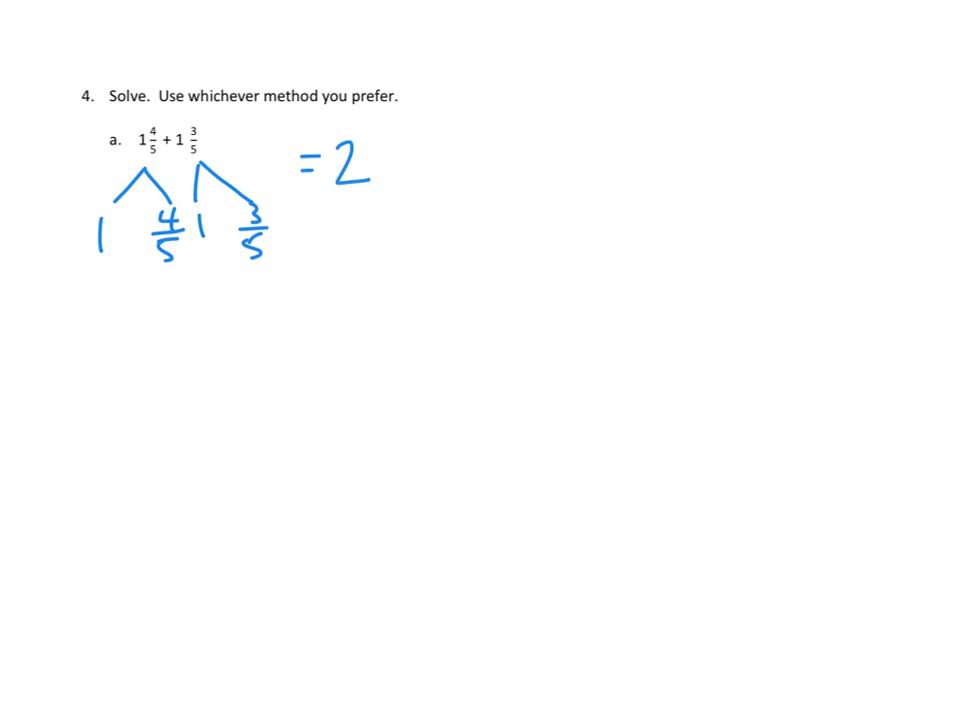 4. Solve. Use whichever method you prefer.
a. 1 4/5 + 1 3/5
= 2
1 4/5 1 3/5